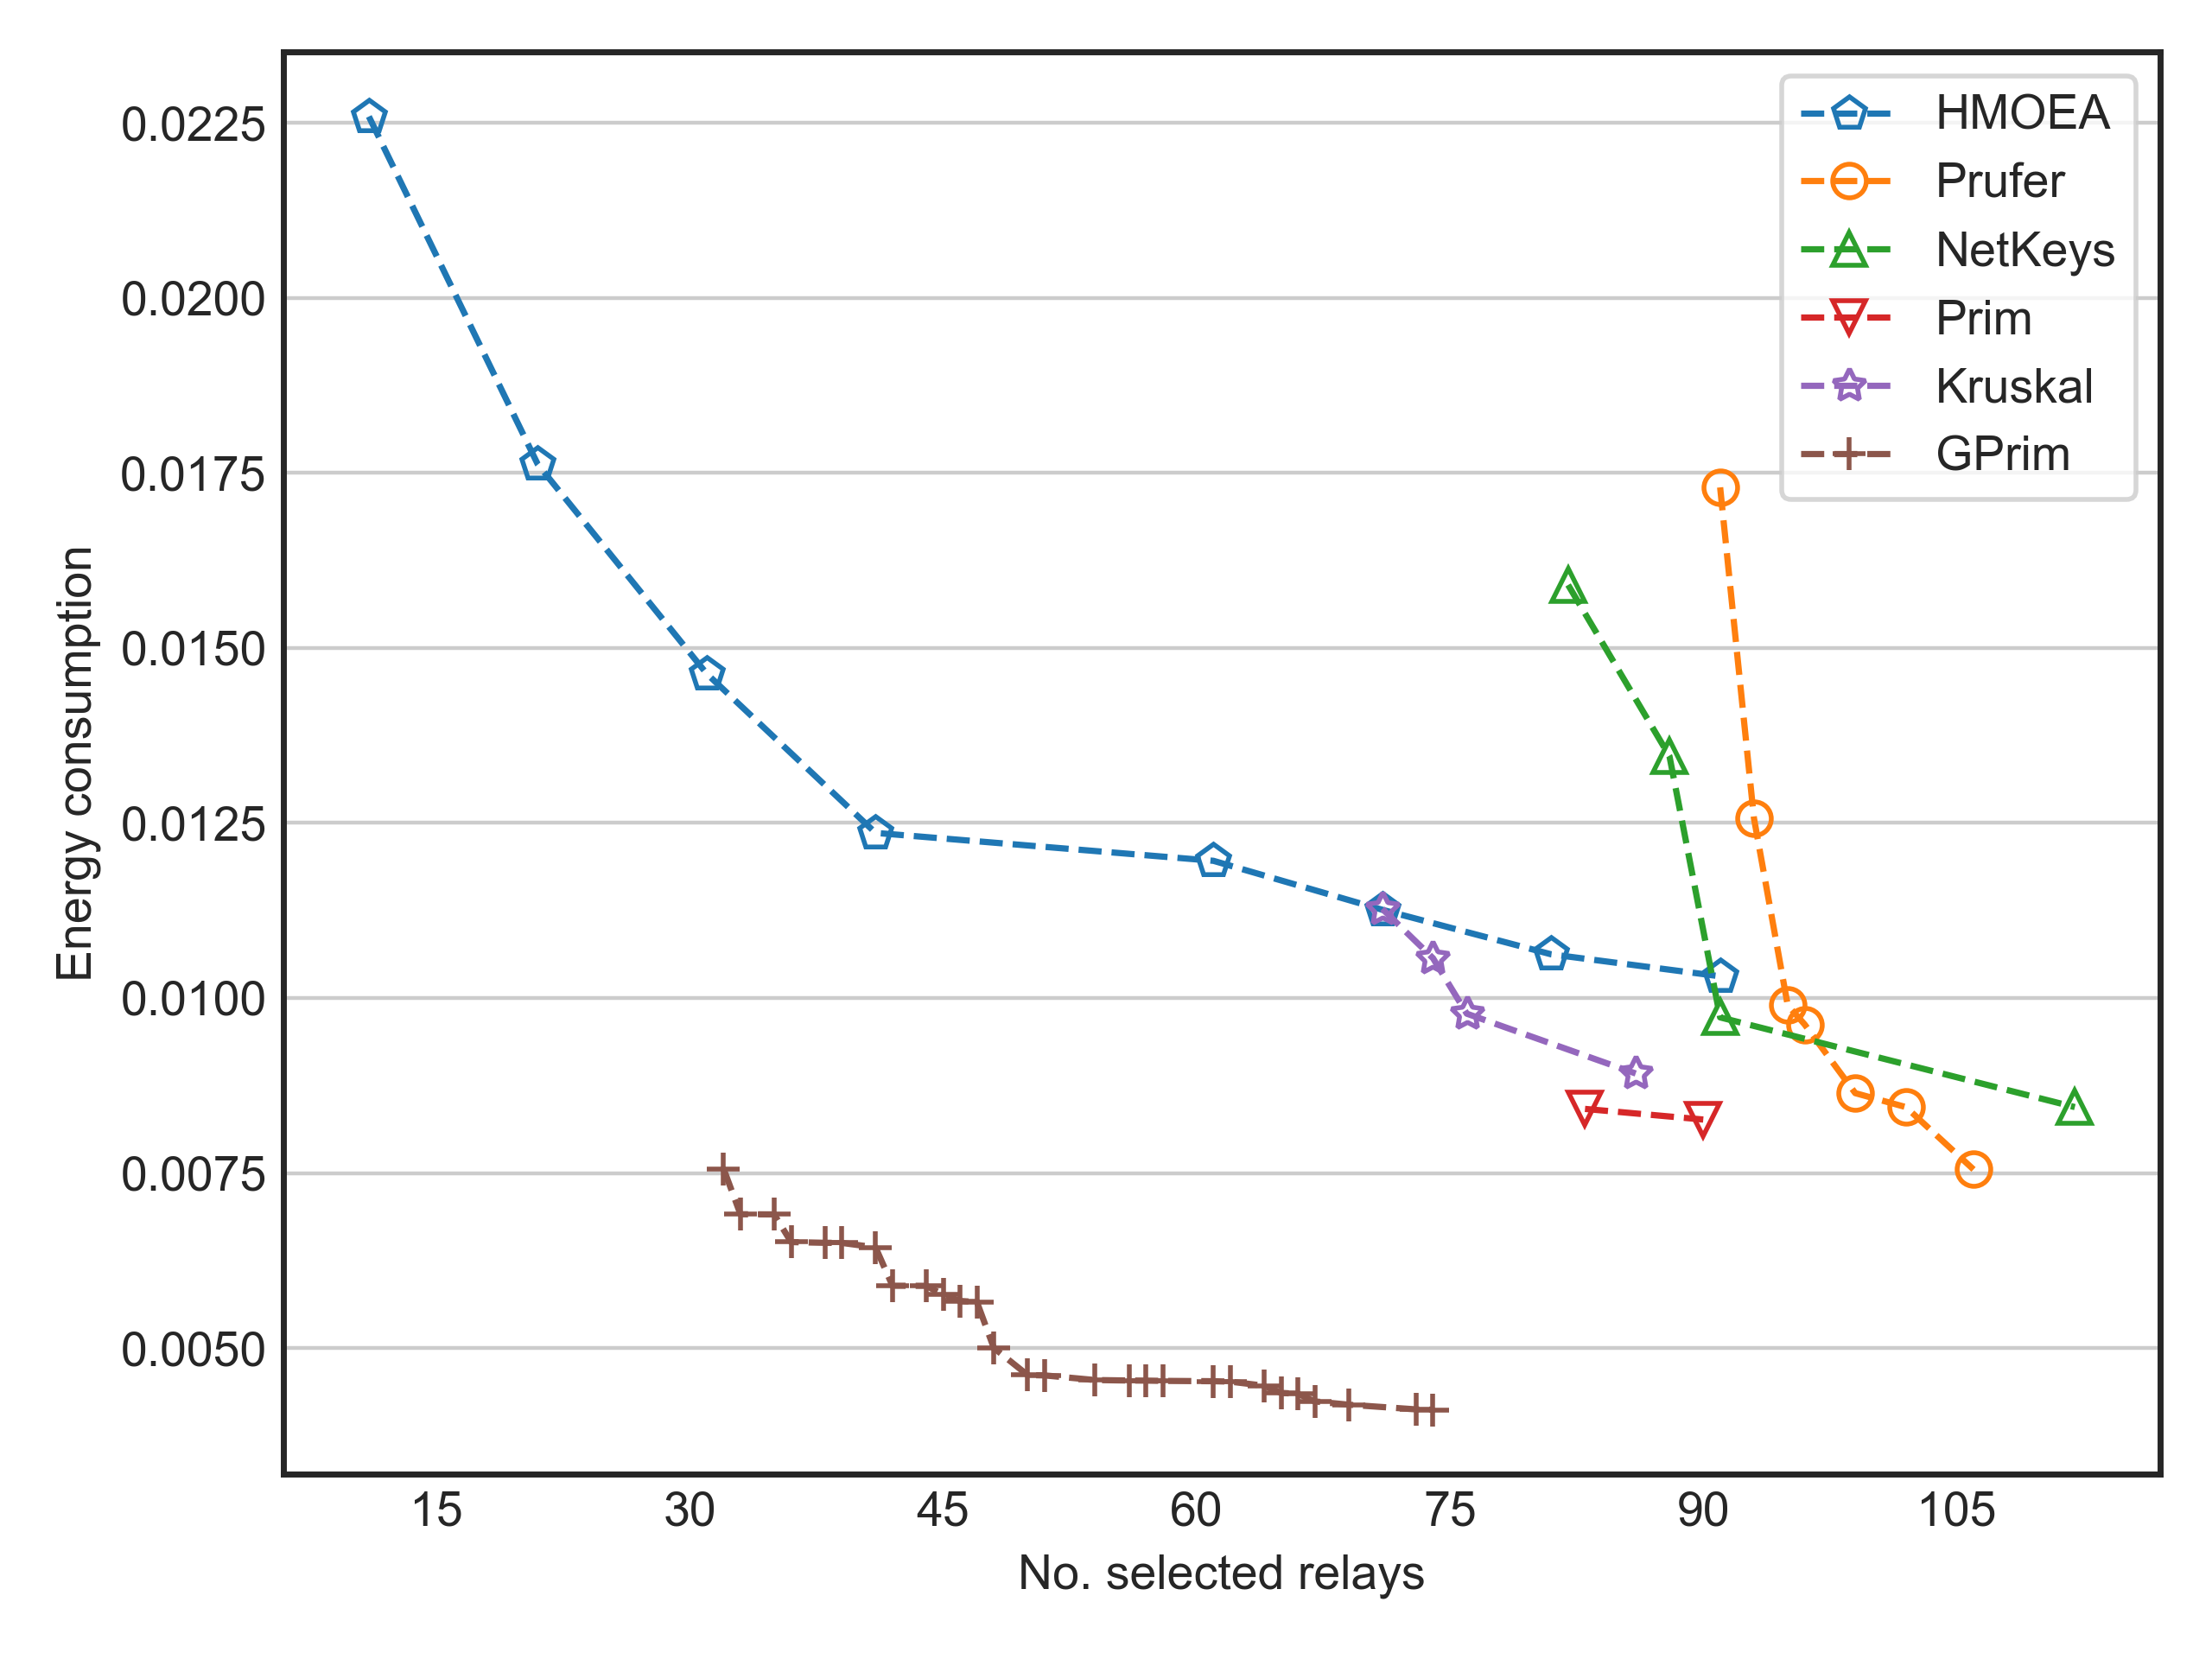 Energy consumption
0.0225
0.0200
0.0175
0.0150
0.0125
0.0100
0.0075
0.0050
HMOEA
Prufer
NetKeys
Prim
Kruskal
GPrim
15 30 45 60 75 90 105
No. selected relays